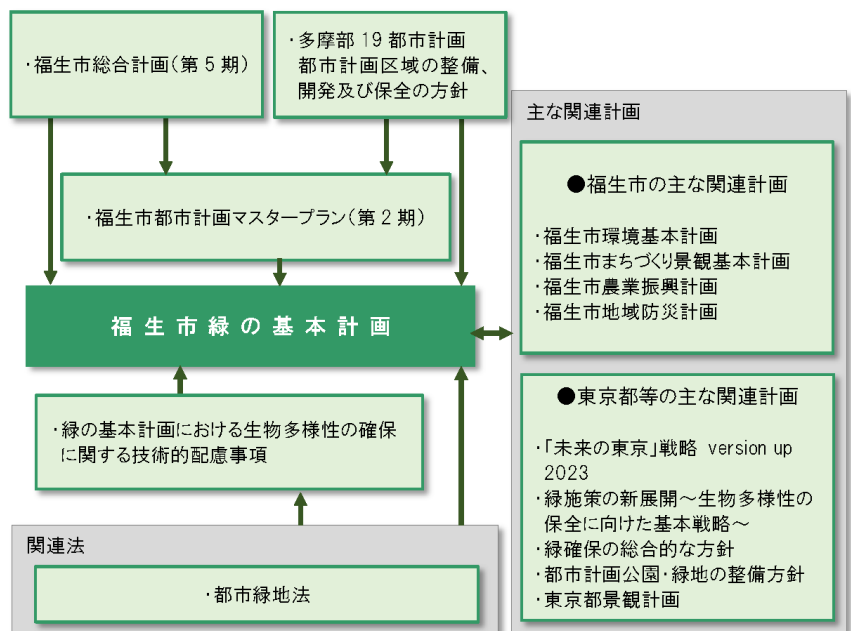 ・福生市総合計画（第5期）
・多摩部19都市計画
都市計画区域の整備、
開発及び保全の方針
・福生市都市計画マスタープラン（第2期）
福生市緑の基本計画
・緑の基本計画における生物多様性の確保
に関する技術的配慮事項
関連法
・都市緑地法
主な関連計画
●福生市の主な関連計画
・福生市環境基本計画
・福生市まちづくり景観基本計画
・福生市農業振興計画
・福生市地域防災計画
●東京都等の主な関連計画
・「未来の東京」戦略 version up
2023
・緑施策の新展開～生物多様性の
保全に向けた基本戦略～
・緑確保の総合的な方針
・都市計画公園・緑地の整備方針
・東京都景観計画